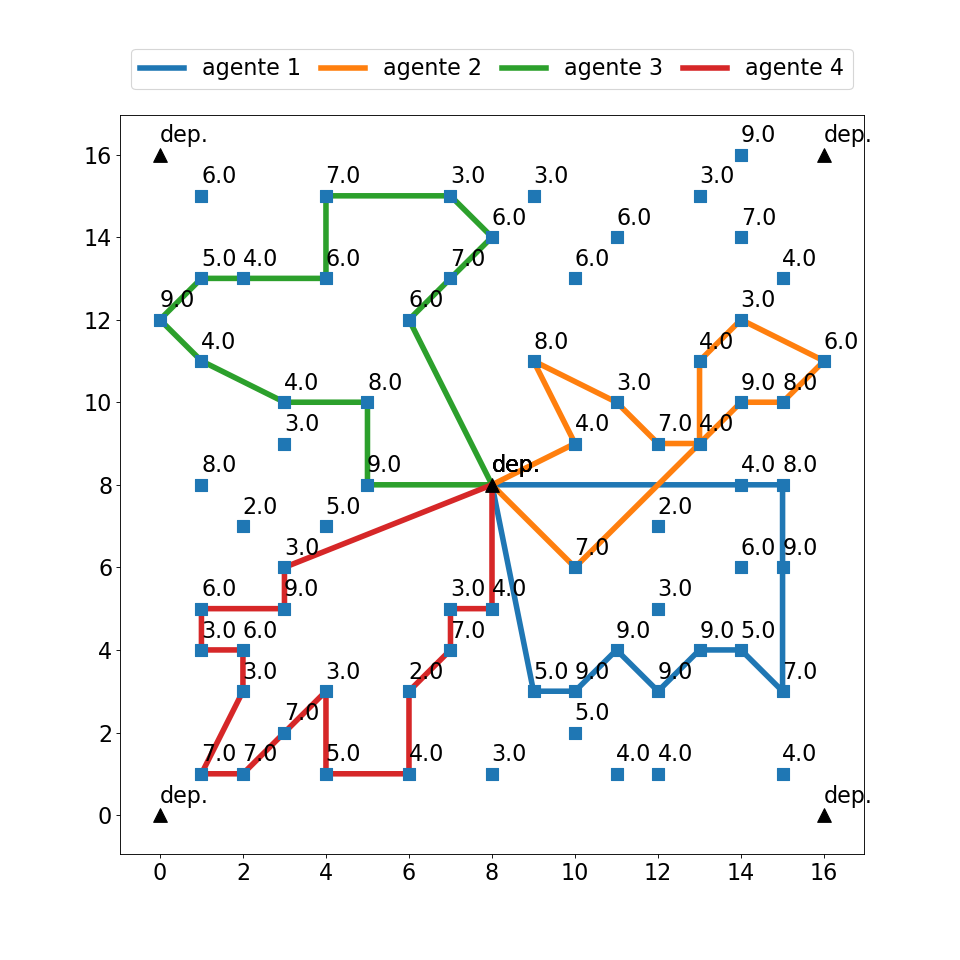 agente 1 agente 2 agente 3 agente 4
9.0
dep. dep.
16
6.0 7.0 3.0 3.0 3.0
6.0 6.0 7.0
14
5.0 4.0 6.0 7.0 6.0 4.0
9.0 6.0 3.0
12
4.0 8.0 4.0 6.0
4.0 8.0 3.0 9.0 8.0
10
3.0 4.0 7.0 4.0
8.0 9.0 dep. 4.0 8.0
8
2.0 5.0 2.0
3.0 7.0 6.0 9.0
6
6.0 9.0 3.0 4.0 3.0
3.0 6.0 7.0 9.0 9.0 5.0
4
3.0 3.0 2.0 5.0 9.0 9.0 7.0
7.0 5.0
2
7.0 7.0 5.0 4.0 3.0 4.0 4.0 4.0
dep. dep.
0
0 2 4 6 8 10 12 14 16